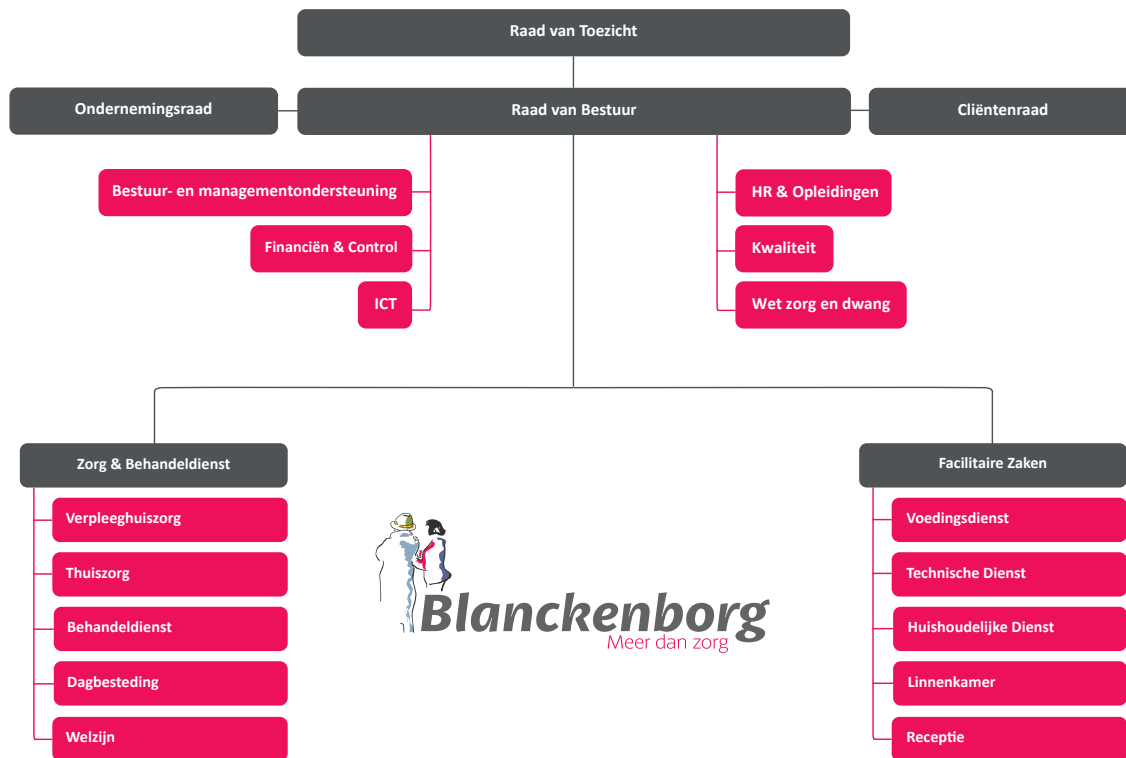 Raad van Toezicht
Ondernemingsraad
Raad van Bestuur
Cliëntenraad
Bestuur- en managementondersteuning
Financiën & Control
ICT
HR & Opleidingen
Kwaliteit
Wet zorg en dwang
Zorg & Behandeldienst
Verpleeghuiszorg
Thuiszorg
Behandeldienst
Dagbesteding
Welzijn
Blanckenborg
Meer dan zorg
Facilitaire Zaken
Voedingsdienst
Technische Dienst
Huishoudelijke Dienst
Linnenkamer
Receptie